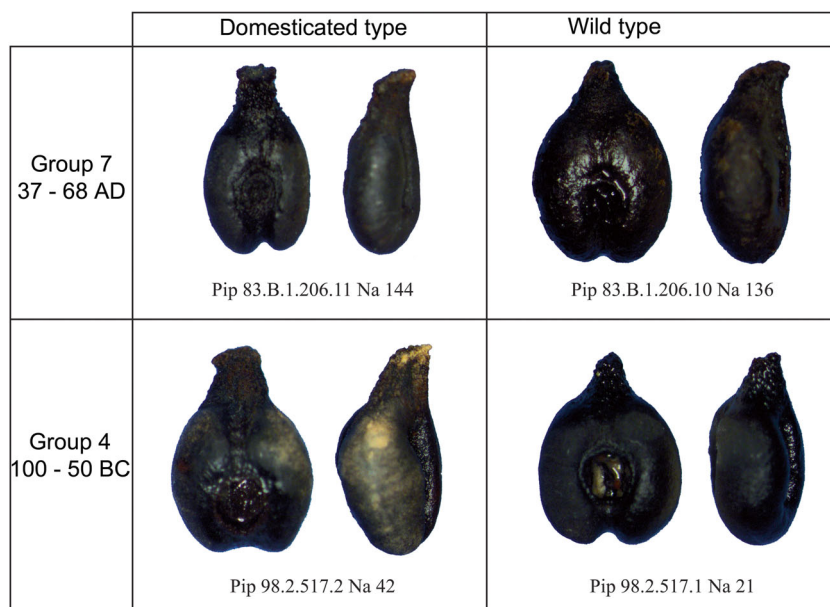 Domesticated type
Wild type
Group 7
37 - 68 AD
Pip 83.B.1.206.11 Na 144
Pip 83.B.1.206.10 Na 136
Group 4
100 - 50 BC
Pip 98.2.517.2 Na 42
Pip 98.2.517.1 Na 21